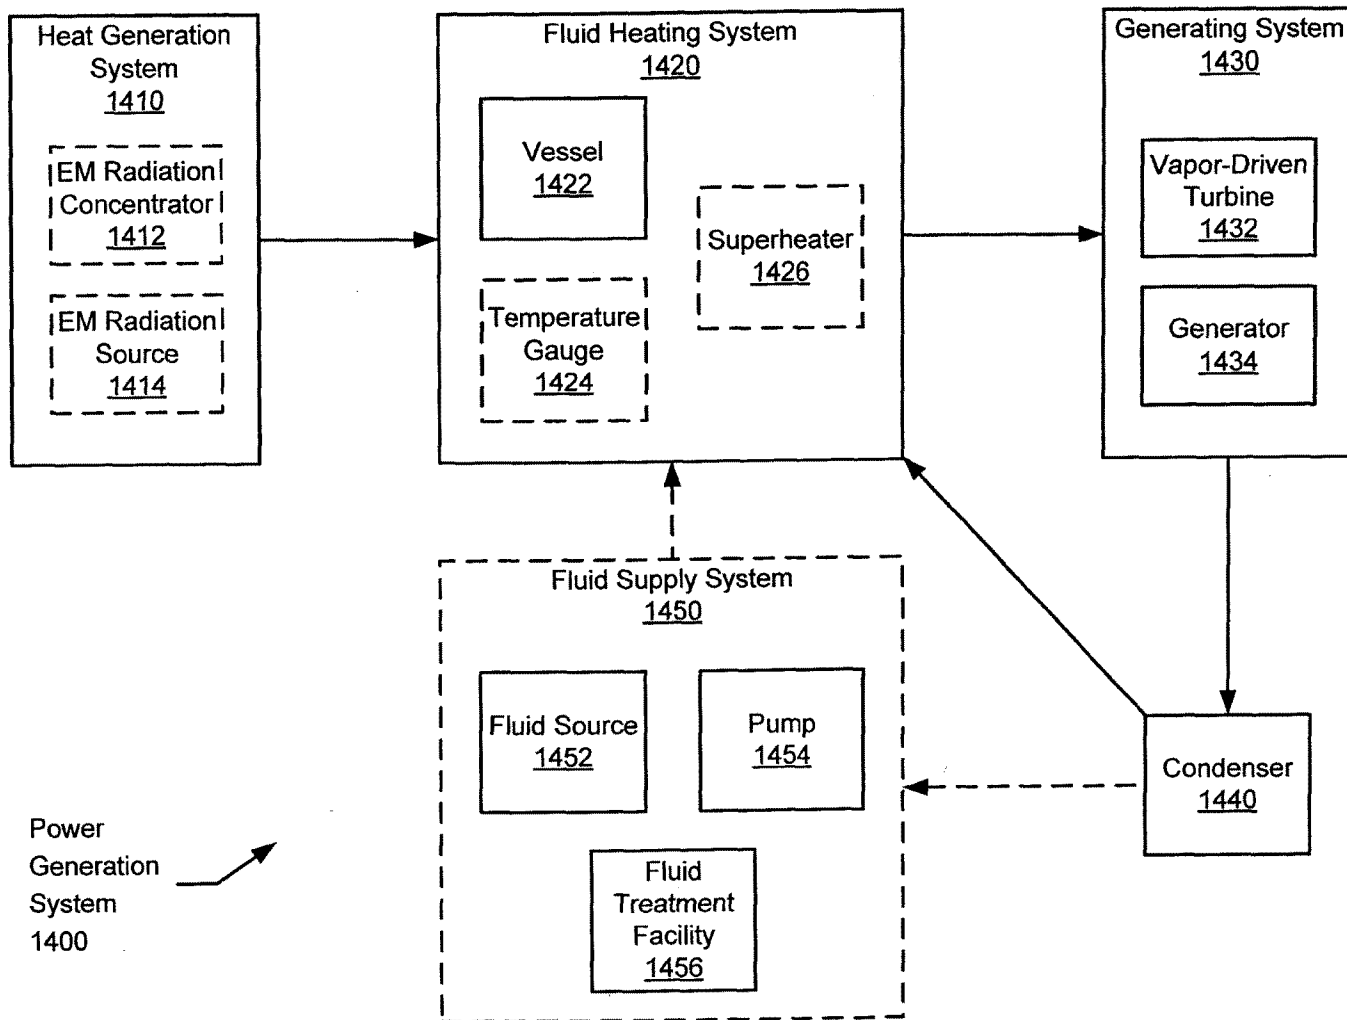 Heat Generation
System
1410
EM Radiation
Concentrator
1412
EM Radiation
Source
1414
Fluid Heating System
1420
Vessel
1422
Temperature
Gauge
1424
Superheater
1426
Generating System
1430
Vapor-Driven
Turbine
1432
Generator
1434
Fluid Supply System
1450
Fluid Source
1452
Pump
1454
Fluid
Treatment
Facility
1456
Condenser
1440
Power
Generation
System
1400